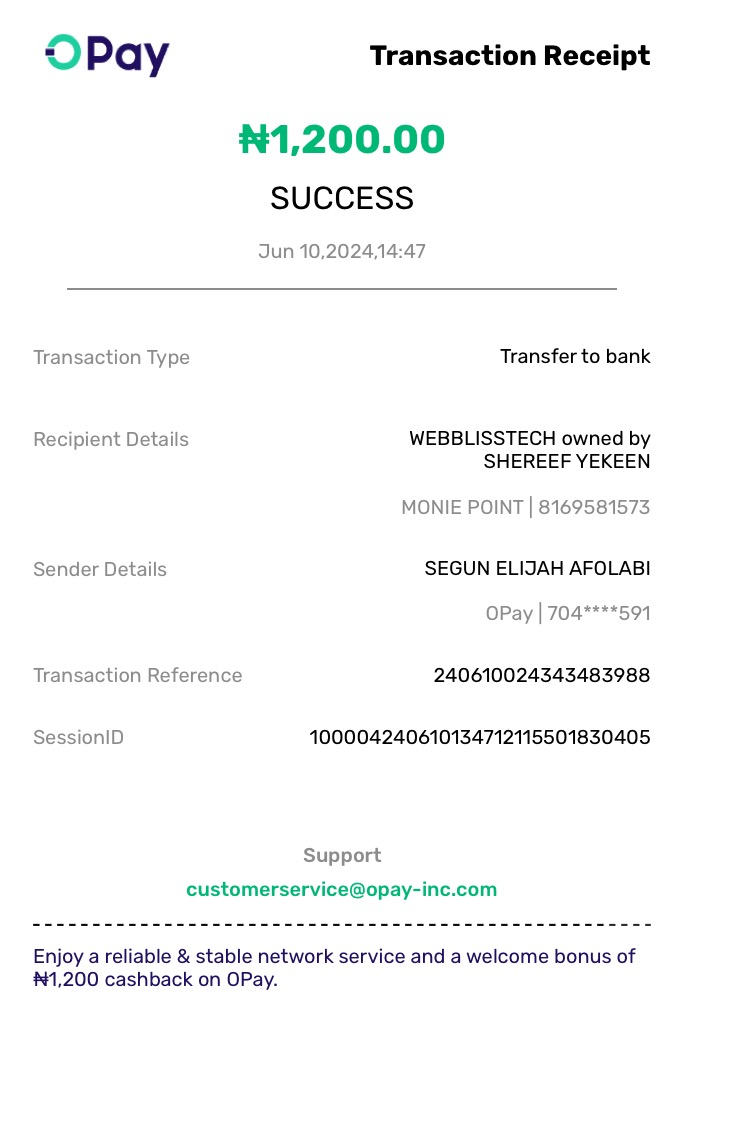 OPay
Transaction Receipt
₦1,200.00
SUCCESS
Jun 10,2024,14:47
Transaction Type
Transfer to bank
Recipient Details
WEBBLISSTECH owned by
SHEREEF YEKEEN
MONIE POINT | 8169581573
Sender Details
SEGUN ELIJAH AFOLABI
OPay | 704****591
Transaction Reference
240610024343483988
SessionID
100004240610134712115501830405
Support
customerservice@opay-inc.com
Enjoy a reliable & stable network service and a welcome bonus of
₦1,200 cashback on OPay.